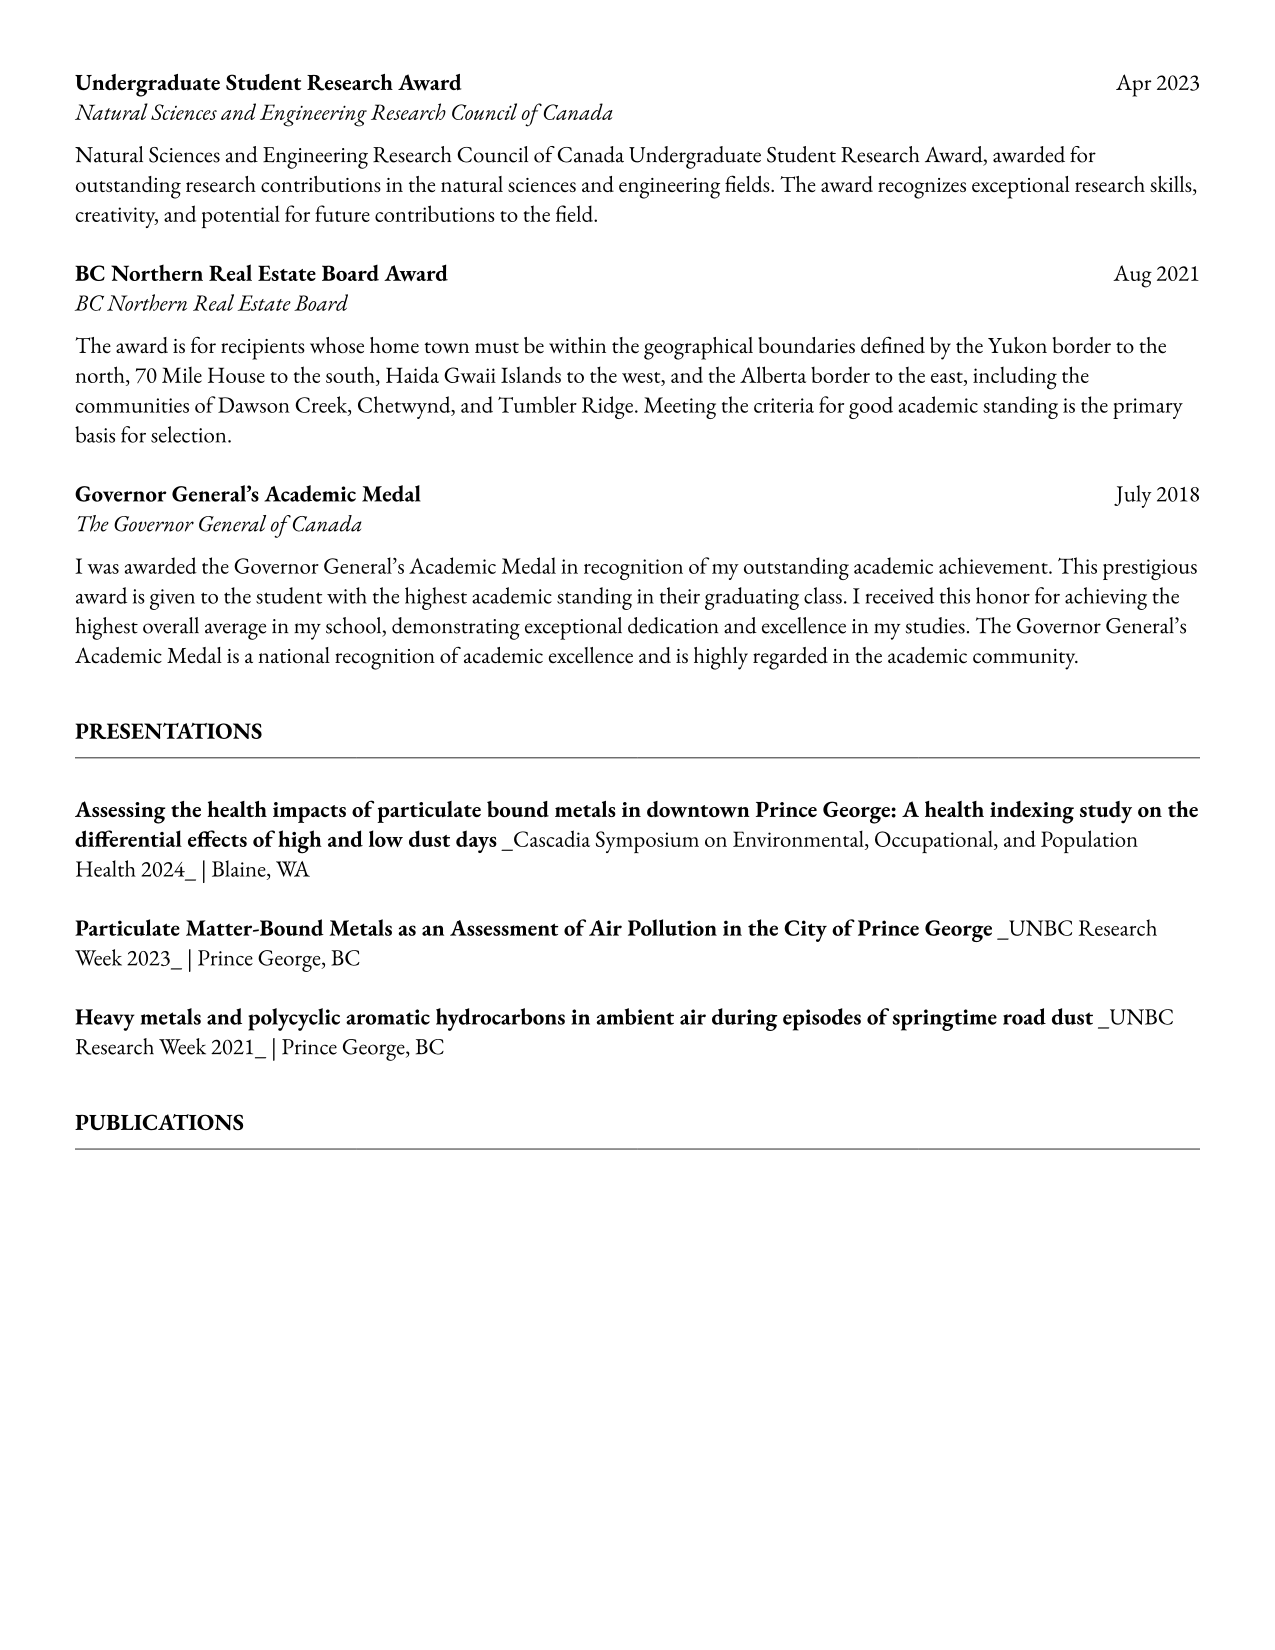 Undergraduate Student Research Award Apr 2023
Natural Sciences and Engineering Research Council of Canada
Natural Sciences and Engineering Research Council of Canada Undergraduate Student Research Award, awarded for
outstanding research contributions in the natural sciences and engineering fields. The award recognizes exceptional research skills,
creativity, and potential for future contributions to the field.
BC Northern Real Estate Board Award Aug 2021
BC Northern Real Estate Board
The award is for recipients whose home town must be within the geographical boundaries defined by the Yukon border to the
north, 70 Mile House to the south, Haida Gwaii Islands to the west, and the Alberta border to the east, including the
communities of Dawson Creek, Chetwynd, and Tumbler Ridge. Meeting the criteria for good academic standing is the primary
basis for selection.
Governor General’s Academic Medal July 2018
The Governor General of Canada
I was awarded the Governor General’s Academic Medal in recognition of my outstanding academic achievement. This prestigious
award is given to the student with the highest academic standing in their graduating class. I received this honor for achieving the
highest overall average in my school, demonstrating exceptional dedication and excellence in my studies. The Governor General’s
Academic Medal is a national recognition of academic excellence and is highly regarded in the academic community.
PRESENTATIONS
Assessing the health impacts of particulate bound metals in downtown Prince George: A health indexing study on the
differential effects of high and low dust days _Cascadia Symposium on Environmental, Occupational, and Population
Health 2024_ | Blaine, WA
Particulate Matter-Bound Metals as an Assessment of Air Pollution in the City of Prince George _UNBC Research
Week 2023_ | Prince George, BC
Heavy metals and polycyclic aromatic hydrocarbons in ambient air during episodes of springtime road dust _UNBC
Research Week 2021_ | Prince George, BC
PUBLICATIONS